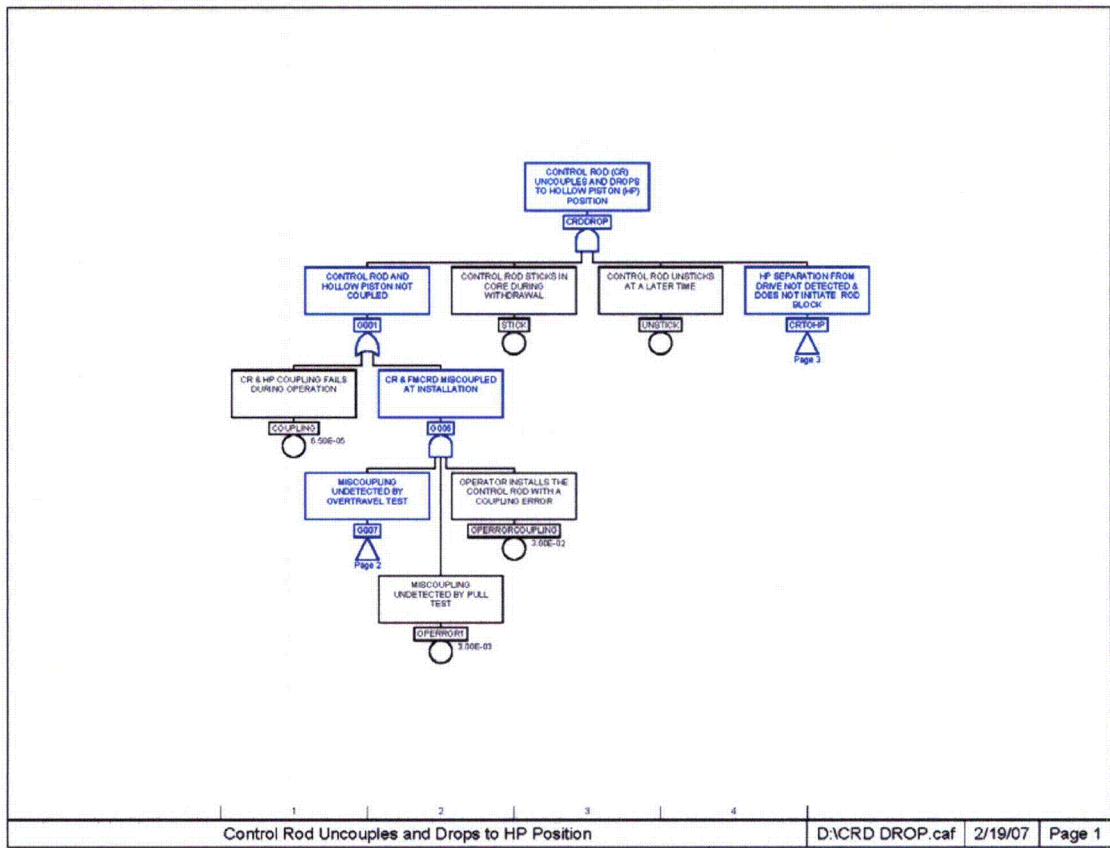 CONTROL ROD (CR)
UNCOUPLES AND DROPS
TO HOLLOW PISTON (HP)
POSITION
CRDDROP
CONTROL ROD AND
HOLLOW PISTON NOT
COUPLED
G001
CONTROL ROD STICKS IN
CORE DURING
WITHDRAWAL
STICK
CONTROL ROD UNSTICKS
AT A LATER TIME
UNSTICK
HP SEPARATION FROM
DRIVE NOT DETECTED &
DOES NOT INITIATE ROD
BLOCK
CRTOHP
Page 3
CR & HP COUPLING FAILS
DURING OPERATION
COUPLING
6.50E-05
CR & FMCRD MISCOUPLED
AT INSTALLATION
G006
MISCOUPLING
UNDETECTED BY
OVERTRAVEL TEST
G007
Page 2
OPERATOR INSTALLS THE
CONTROL ROD WITH A
COUPLING ERROR
OPERRORCOUPLING
3.00E-02
MISCOUPLING
UNDETECTED BY PULL
TEST
OPERROR1
3.00E-03
1 2 3 4
Control Rod Uncouples and Drops to HP Position
D:\CRD DROP.caf
2/19/07
Page 1